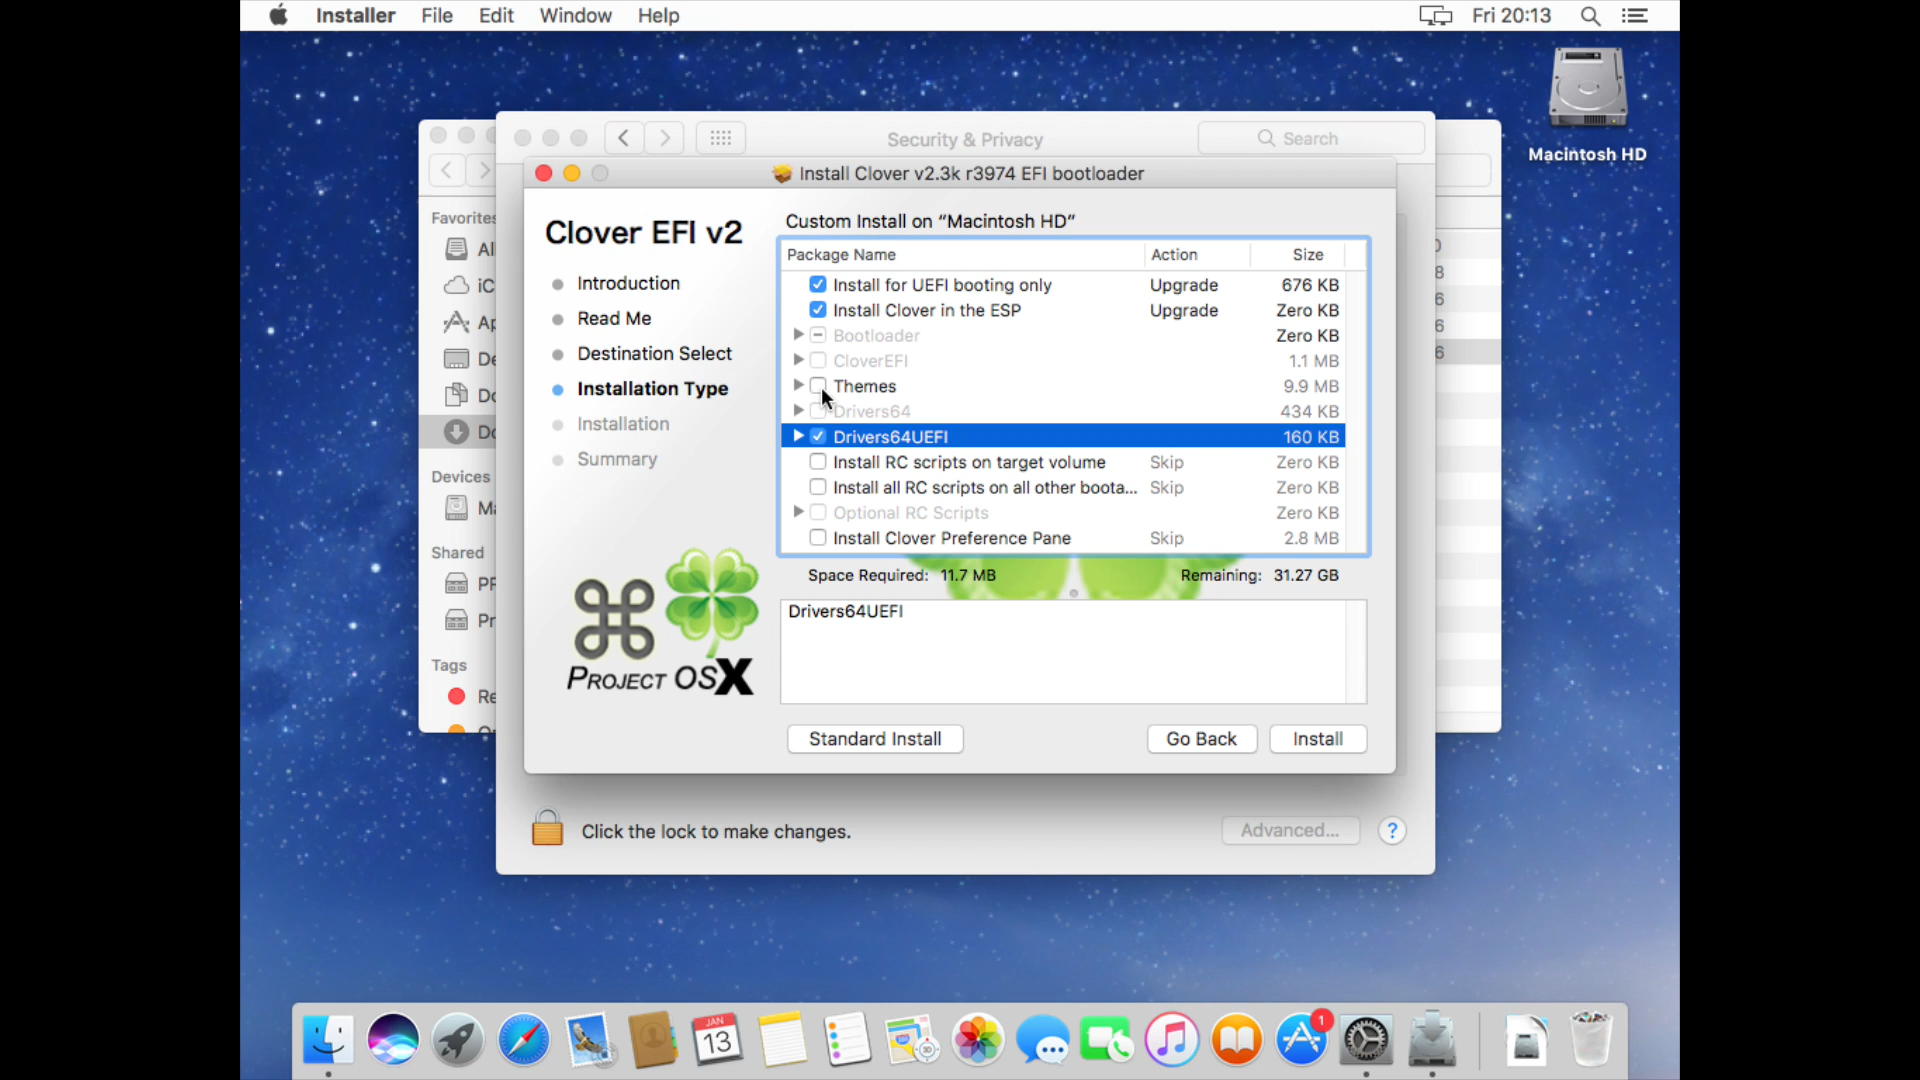 Installer File Edit Window Help Fri 20:13
Macintosh HD
Security & Privacy
Search
Install Clover v2.3k r3974 EFI bootloader
Favorites
Devices
Shared
Tags
Clover EFI v2
Introduction
Read Me
Destination Select
Installation Type
Installation
Summary
PROJECT OSX
Custom Install on “Macintosh HD”
Package Name Action Size
Install for UEFI booting only Upgrade 676 KB
Install Clover in the ESP Upgrade Zero KB
Bootloader Zero KB
CloverEFI 1.1 MB
Themes 9.9 MB
Drivers64 434 KB
Drivers64UEFI 160 KB
Install RC scripts on target volume Skip Zero KB
Install all RC scripts on all other boota... Skip Zero KB
Optional RC Scripts Zero KB
Install Clover Preference Pane Skip 2.8 MB
Space Required: 11.7 MB Remaining: 31.27 GB
Drivers64UEFI
Standard Install Go Back Install
Click the lock to make changes.
Advanced... ?
JAN
13
1